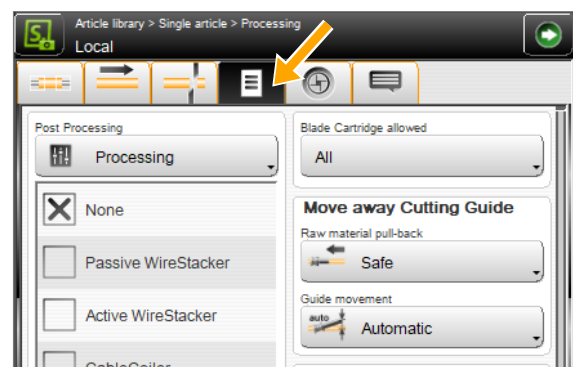 Article library > Single article > Processing
Local
Post Processing
Processing
None
Passive WireStacker
Active WireStacker
CableCoiler
Blade Cartridge allowed
All
Move away Cutting Guide
Raw material pull-back
Safe
Guide movement
auto
Automatic